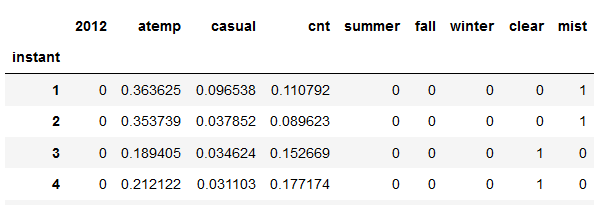 2012 atemp casual cnt summer fall winter clear mist
instant
1 0 0.363625 0.096538 0.110792 0 0 0 0 1
2 0 0.353739 0.037852 0.089623 0 0 0 0 1
3 0 0.189405 0.034624 0.152669 0 0 0 1 0
4 0 0.212122 0.031103 0.177174 0 0 0 1 0